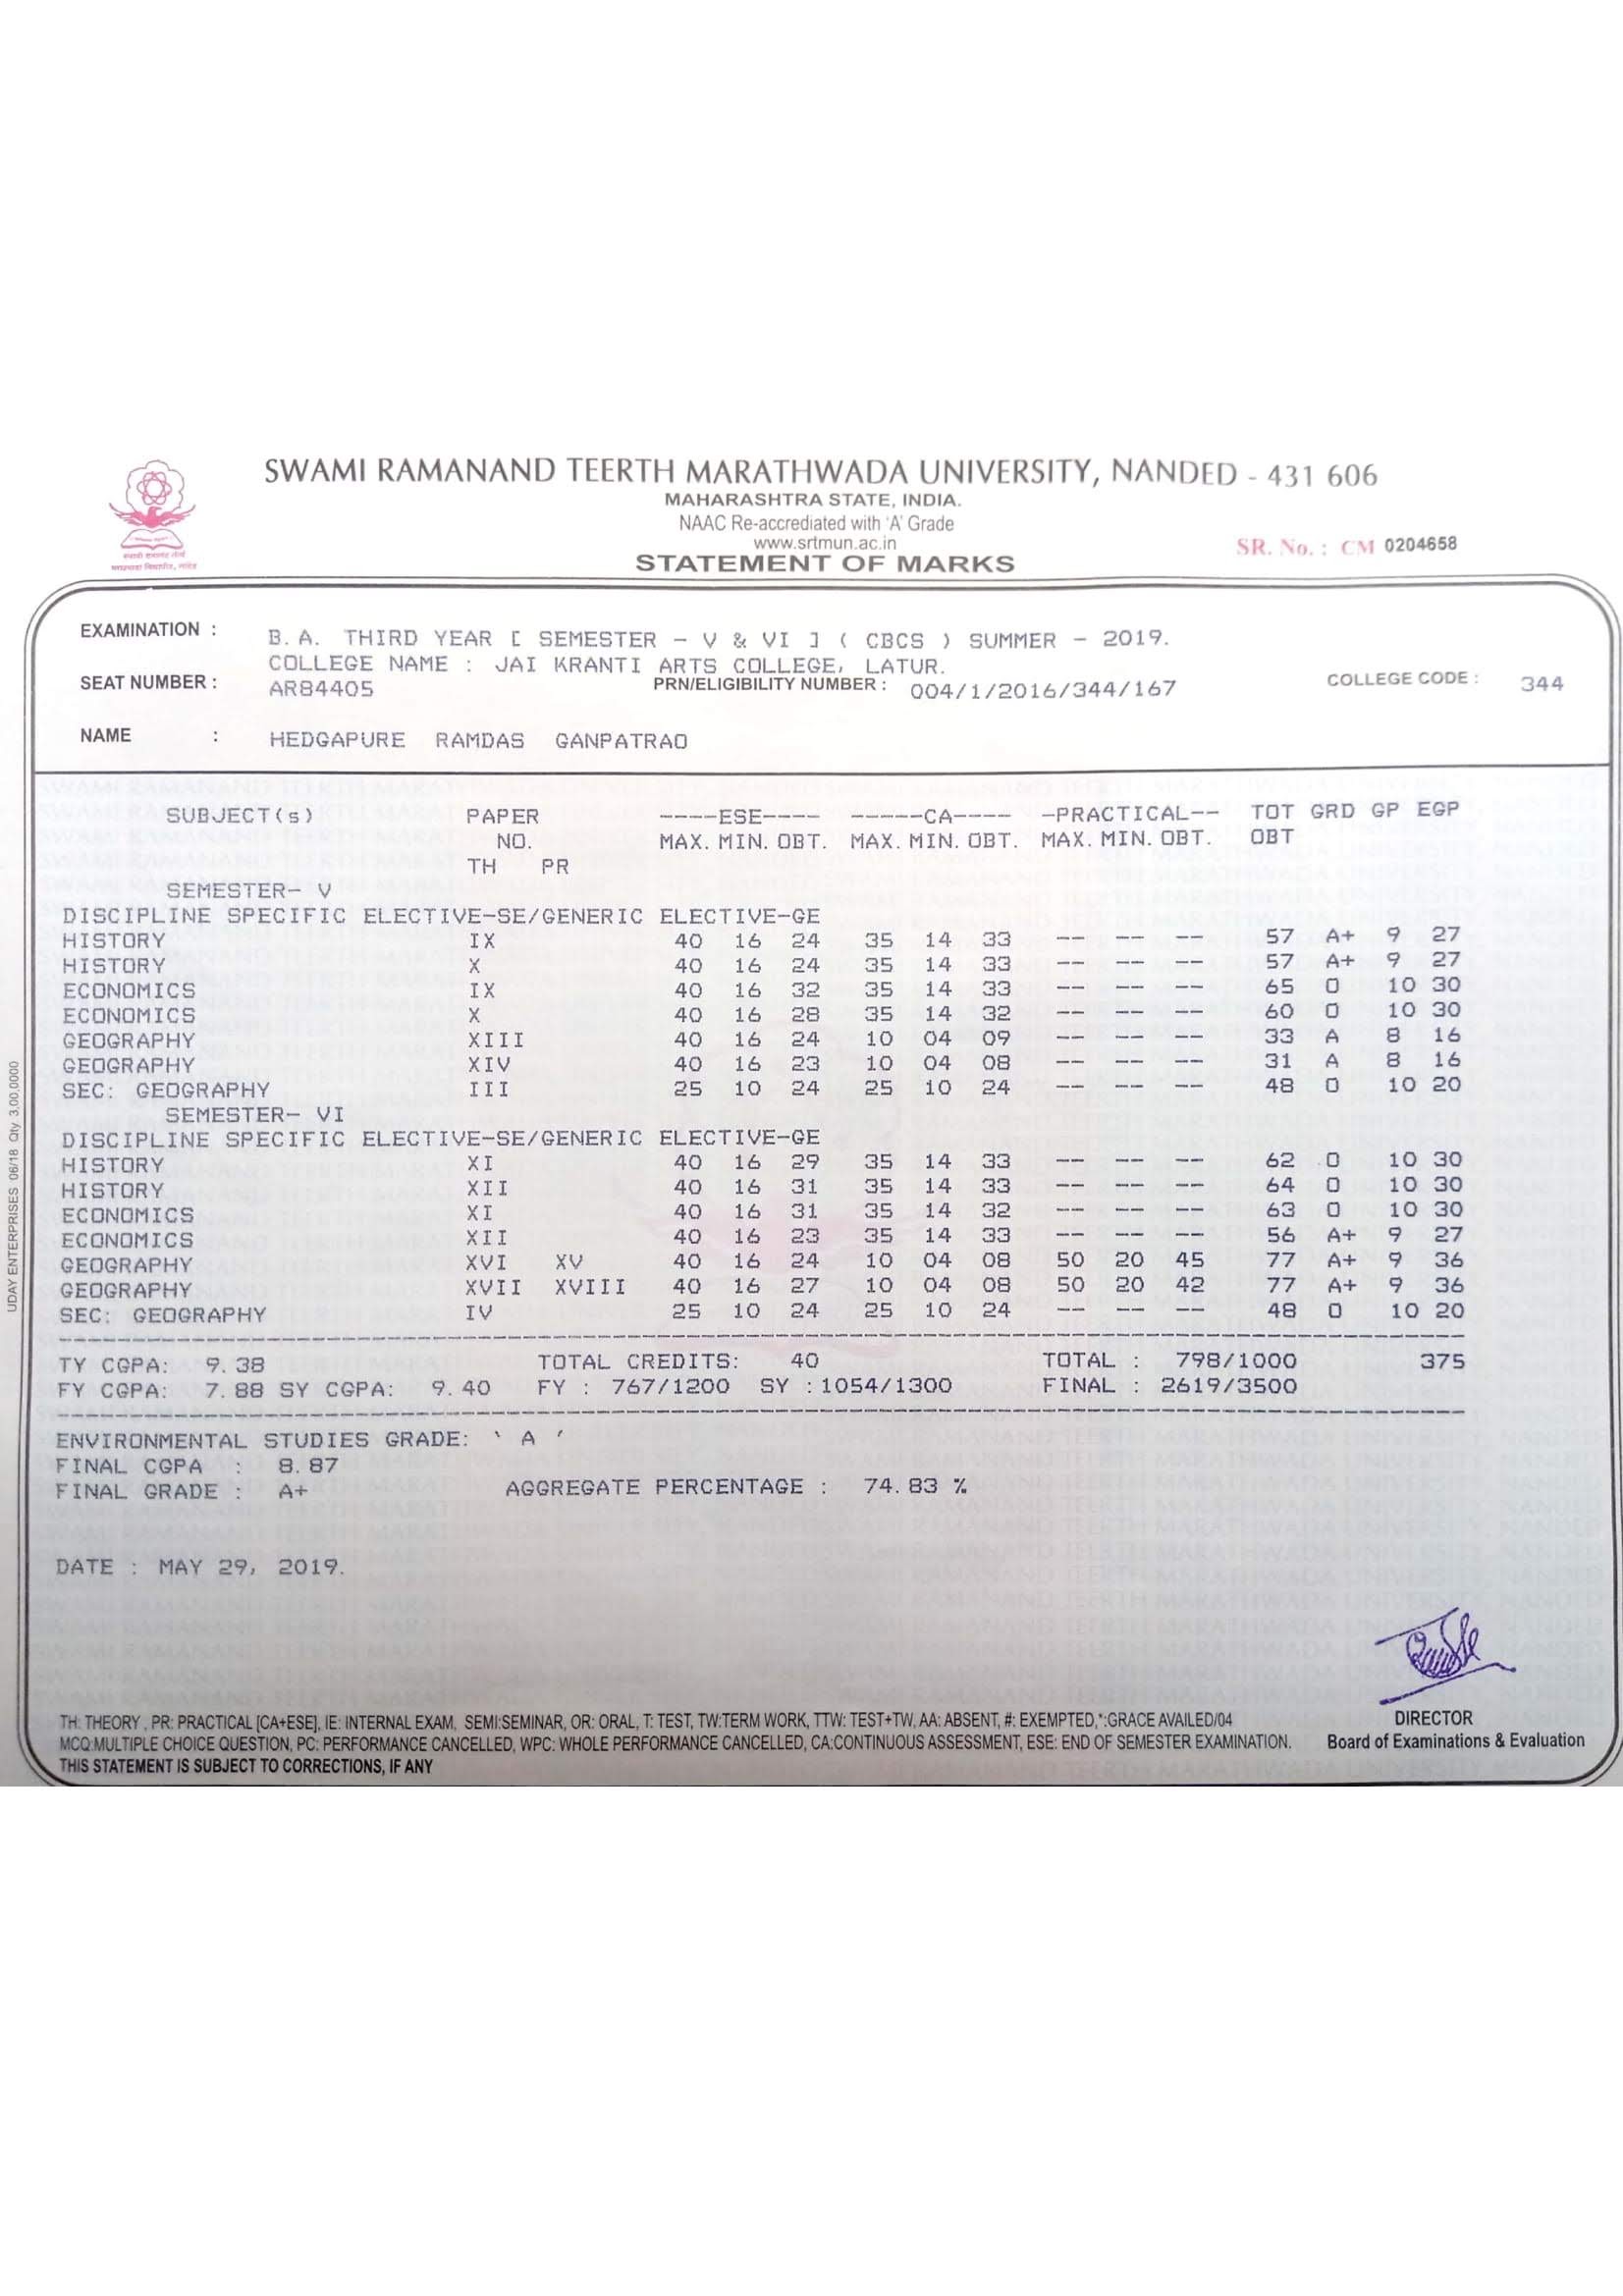 SWAMI RAMANAND TEERTH MARATHWADA UNIVERSITY, NANDED - 431 606
MAHARASHTRA STATE, INDIA.
NAAC Re-accredited with 'A' Grade
www.srtmun.ac.in
SR. No. : CM 0204658
STATEMENT OF MARKS
EXAMINATION : B. A. THIRD YEAR [ SEMESTER - V & VI ] ( CBCS ) SUMMER - 2019.
COLLEGE NAME : JAI KRANTI ARTS COLLEGE, LATUR.
SEAT NUMBER : AR84405 PRN/ELIGIBILITY NUMBER : 004/1/2016/344/167 COLLEGE CODE : 344
NAME : HEDGAPURE RAMDAS GANPATRAO
SUBJECT(s) PAPER ----ESE---- -----CA---- -PRACTICAL-- TOT GRD GP EGP
NO. MAX. MIN. OBT. MAX. MIN. OBT. MAX. MIN. OBT. OBT
TH PR
SEMESTER- V
DISCIPLINE SPECIFIC ELECTIVE-SE/GENERIC ELECTIVE-GE
HISTORY IX 40 16 24 35 14 33 -- -- -- 57 A+ 9 27
HISTORY X 40 16 24 35 14 33 -- -- -- 57 A+ 9 27
ECONOMICS IX 40 16 32 35 14 33 -- -- -- 65 O 10 30
ECONOMICS X 40 16 28 35 14 32 -- -- -- 60 O 10 30
GEOGRAPHY XIII 40 16 24 10 04 09 -- -- -- 33 A 8 16
GEOGRAPHY XIV 40 16 23 10 04 08 -- -- -- 31 A 8 16
SEC: GEOGRAPHY III 25 10 24 25 10 24 -- -- -- 48 O 10 20
SEMESTER- VI
DISCIPLINE SPECIFIC ELECTIVE-SE/GENERIC ELECTIVE-GE
HISTORY XI 40 16 29 35 14 33 -- -- -- 62 O 10 30
HISTORY XII 40 16 31 35 14 33 -- -- -- 64 O 10 30
ECONOMICS XI 40 16 31 35 14 32 -- -- -- 63 O 10 30
ECONOMICS XII 40 16 23 35 14 33 -- -- -- 56 A+ 9 27
GEOGRAPHY XVI XV 40 16 24 10 04 08 50 20 45 77 A+ 9 36
GEOGRAPHY XVII XVIII 40 16 27 10 04 08 50 20 42 77 A+ 9 36
SEC: GEOGRAPHY IV 25 10 24 25 10 24 -- -- -- 48 O 10 20
TY CGPA: 9.38 TOTAL CREDITS: 40 TOTAL : 798/1000 375
FY CGPA: 7.88 SY CGPA: 9.40 FY : 767/1200 SY : 1054/1300 FINAL : 2619/3500
ENVIRONMENTAL STUDIES GRADE: ' A '
FINAL CGPA : 8.87
FINAL GRADE : A+ AGGREGATE PERCENTAGE : 74.83 %
DATE : MAY 29, 2019.
TH: THEORY, PR: PRACTICAL [CA+ESE], IE: INTERNAL EXAM, SEMI:SEMINAR, OR: ORAL, T: TEST, TW:TERM WORK, TTW: TEST+TW, AA: ABSENT, #: EXEMPTED,*:GRACE AVAILED/04
MCQ:MULTIPLE CHOICE QUESTION, PC: PERFORMANCE CANCELLED, WPC: WHOLE PERFORMANCE CANCELLED, CA:CONTINUOUS ASSESSMENT, ESE: END OF SEMESTER EXAMINATION.
THIS STATEMENT IS SUBJECT TO CORRECTIONS, IF ANY
DIRECTOR
Board of Examinations & Evaluation
UDAY ENTERPRISES 06/18 Qty. 3,00,0000